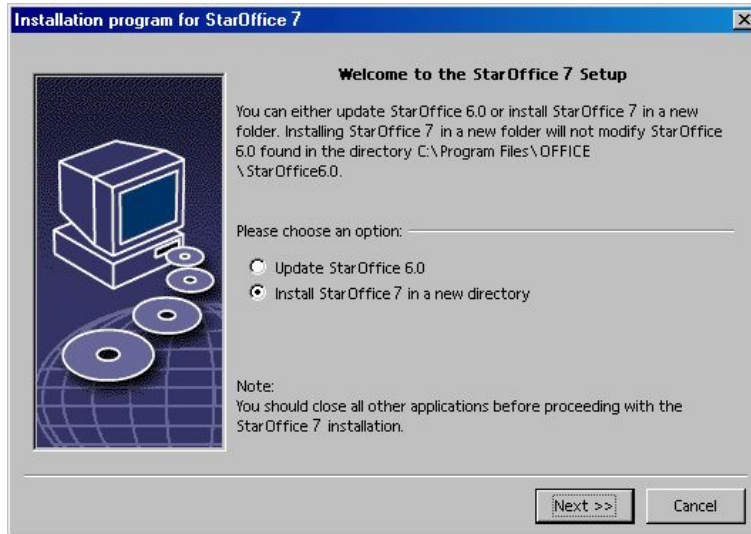 Installation program for StarOffice 7
Welcome to the StarOffice 7 Setup
You can either update StarOffice 6.0 or install StarOffice 7 in a new
folder. Installing StarOffice 7 in a new folder will not modify StarOffice
6.0 found in the directory C:\Program Files\OFFICE
\StarOffice6.0.
Please choose an option:
Update StarOffice 6.0
Install StarOffice 7 in a new directory
Note:
You should close all other applications before proceeding with the
StarOffice 7 installation.
Next >>
Cancel